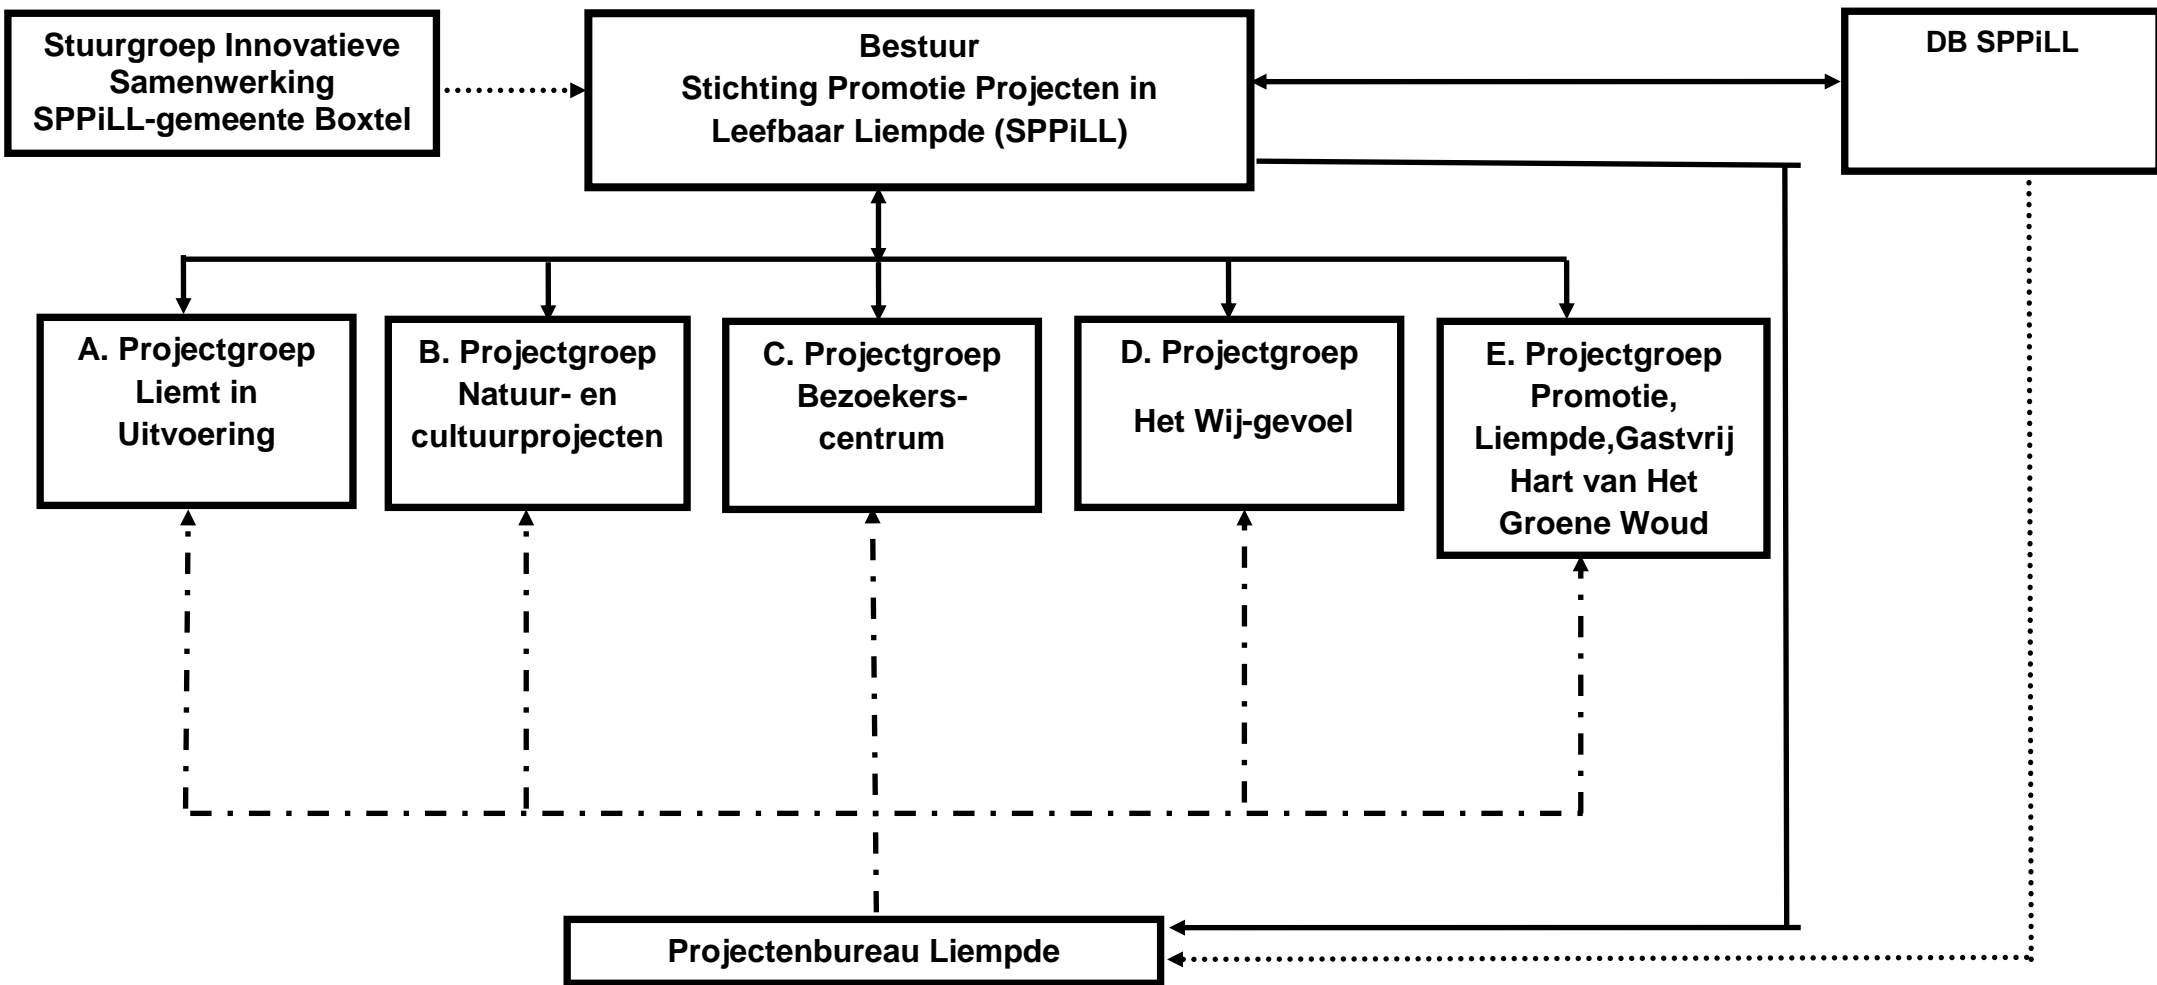 Stuurgroep Innovatieve
Samenwerking
SPPiLL-gemeente Boxtel
Bestuur
Stichting Promotie Projecten in
Leefbaar Liempde (SPPiLL)
DB SPPiLL
A. Projectgroep
Liemt in
Uitvoering
B. Projectgroep
Natuur- en
cultuurprojecten
C. Projectgroep
Bezoekers-
centrum
D. Projectgroep
Het Wij-gevoel
E. Projectgroep
Promotie,
Liempde,Gastvrij
Hart van Het
Groene Woud
Projectenbureau Liempde